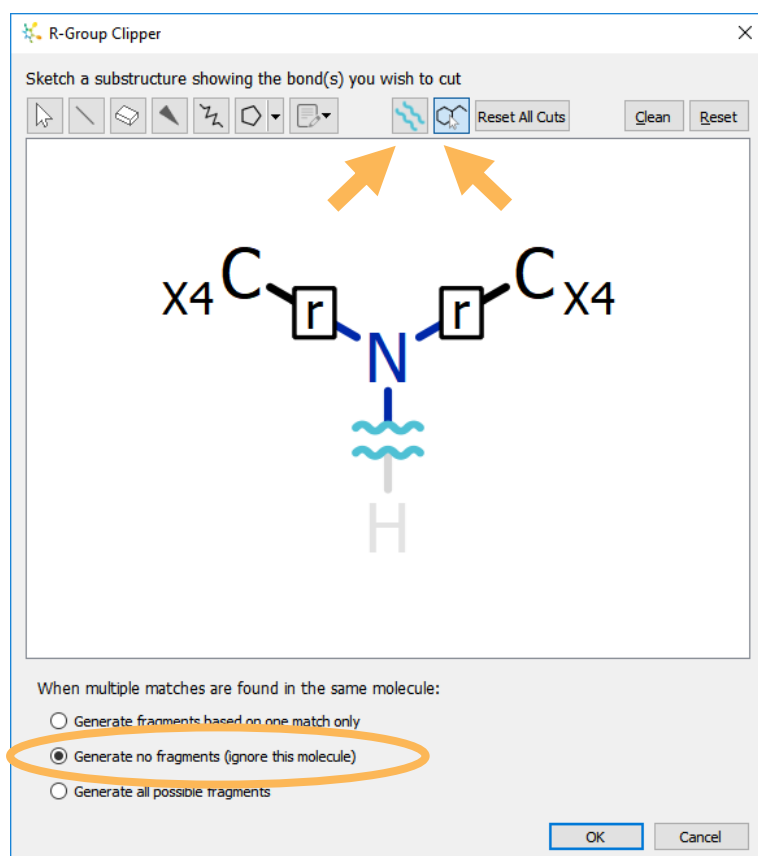 R-Group Clipper
Sketch a substructure showing the bond(s) you wish to cut
Reset All Cuts Clean Reset
X4 C C X4
r r
N
H
When multiple matches are found in the same molecule:
Generate fragments based on one match only
Generate no fragments (ignore this molecule)
Generate all possible fragments
OK Cancel